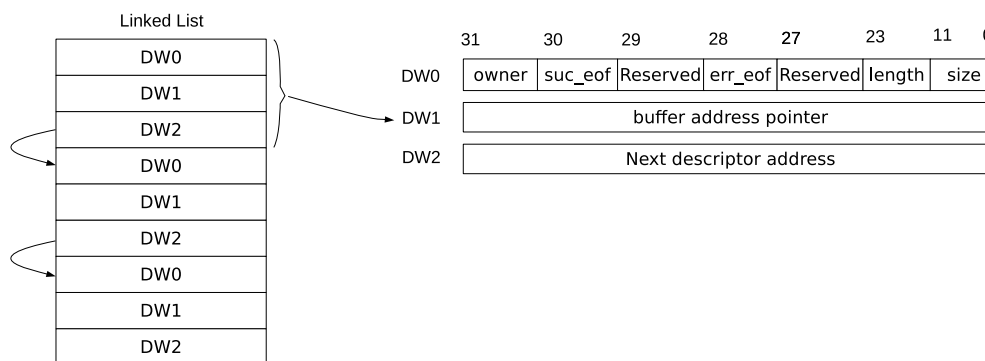 Linked List
DW0
DW1
DW2
DW0
DW1
DW2
DW0
DW1
DW2
31 30 29 28 27 23 11
DW0 owner suc_eof Reserved err_eof Reserved length size
DW1 buffer address pointer
DW2 Next descriptor address